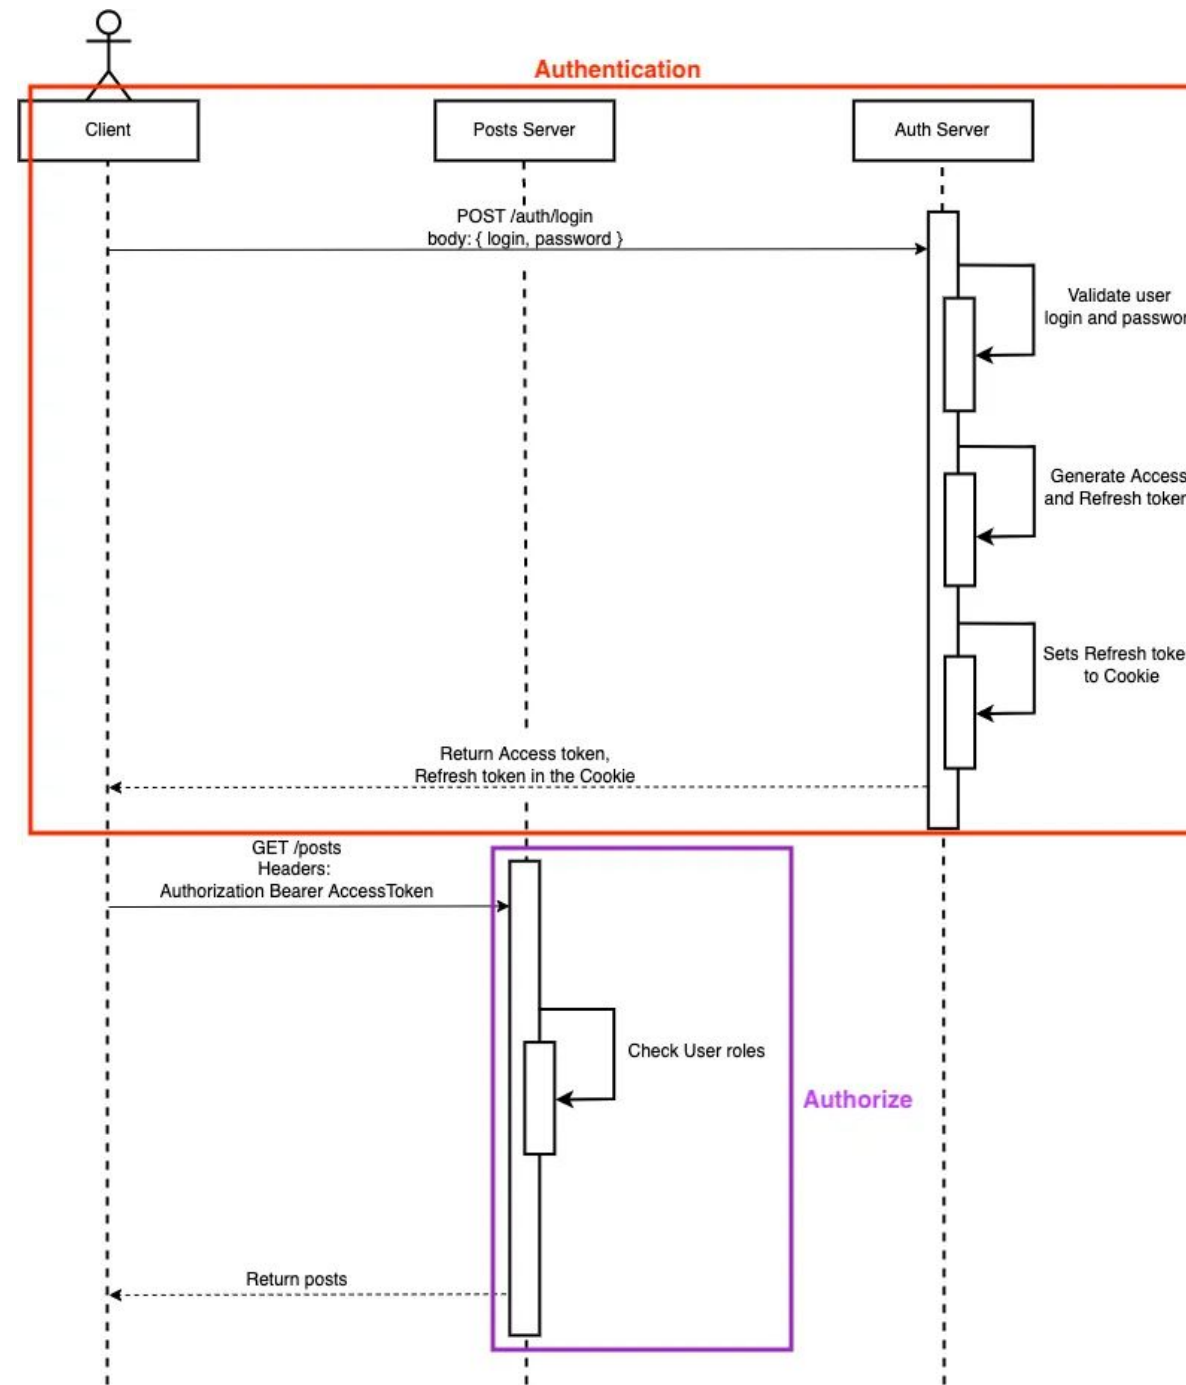 Authentication
Client
Posts Server
Auth Server
POST /auth/login
body: { login, password }
Validate user
login and passwor
Generate Access
and Refresh token
Sets Refresh toke
to Cookie
Return Access token,
Refresh token in the Cookie
GET /posts
Headers:
Authorization Bearer AccessToken
Check User roles
Authorize
Return posts